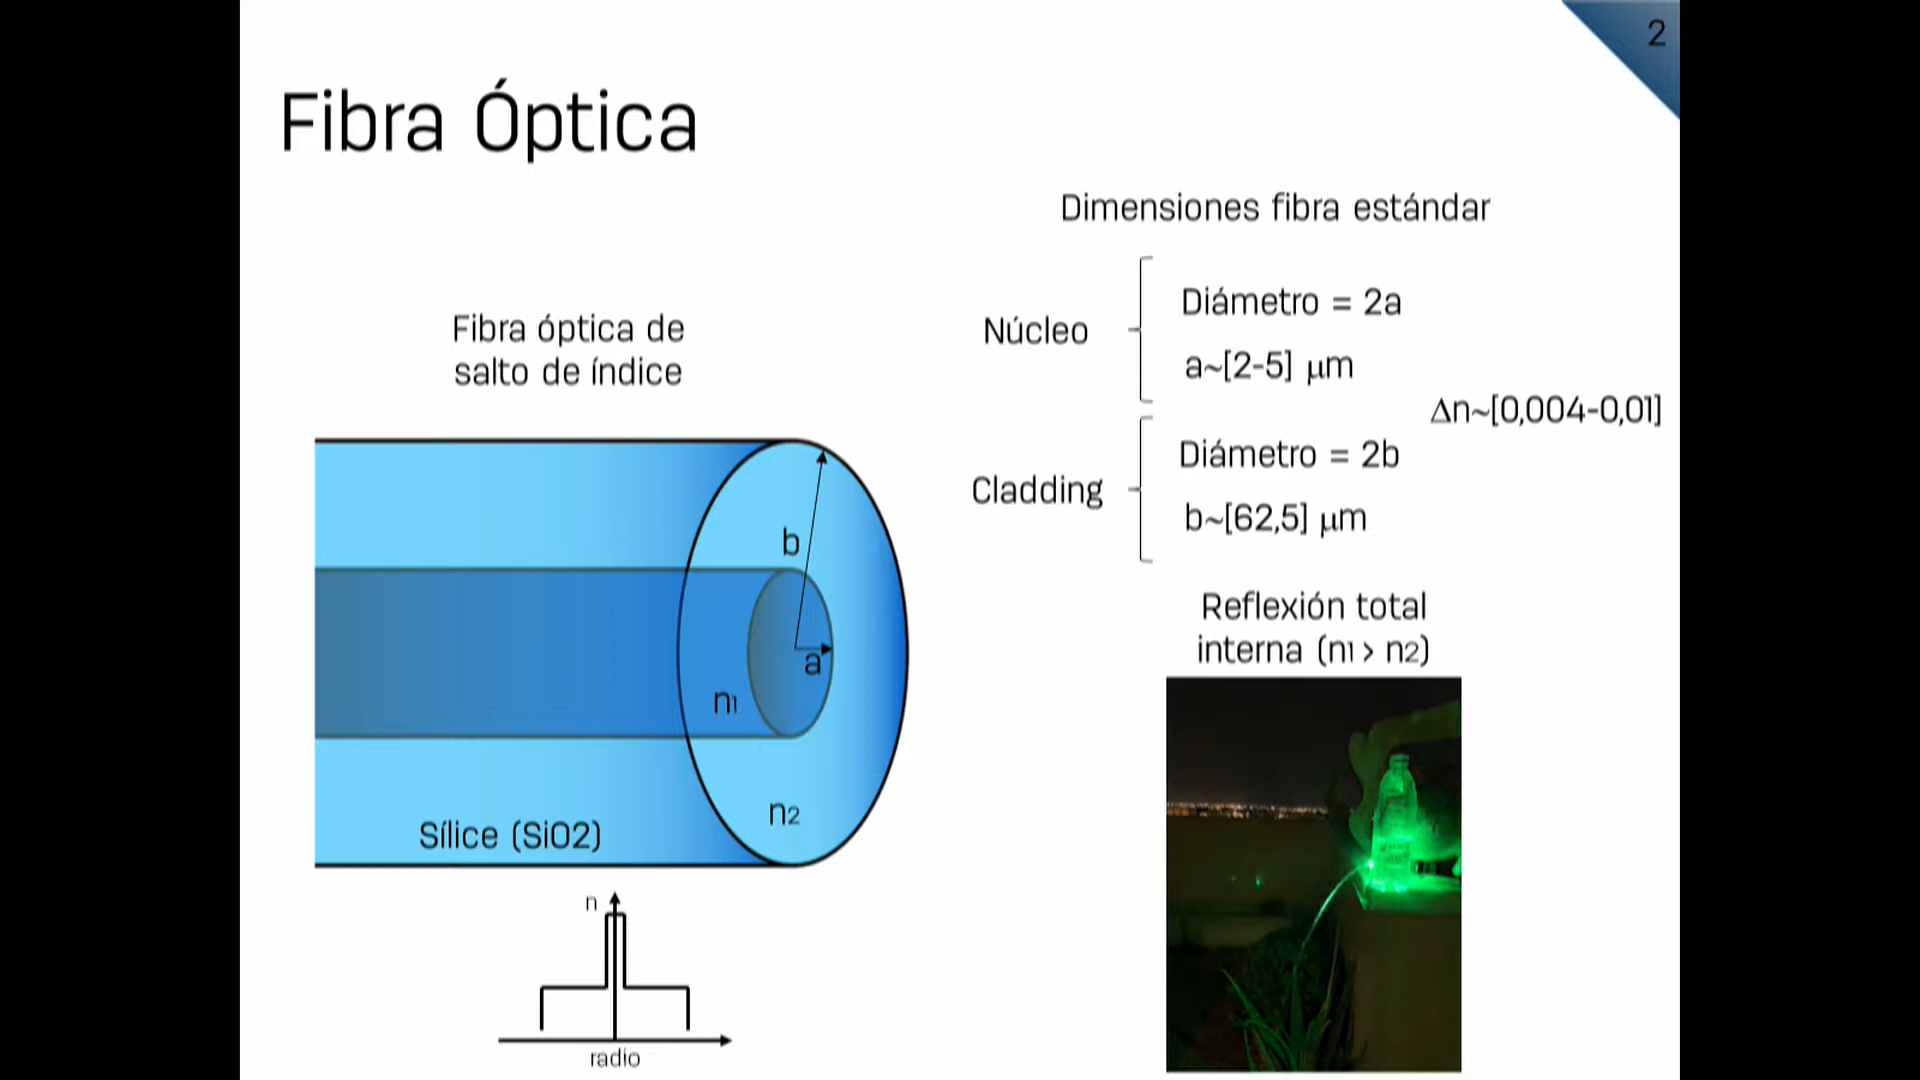 2
Fibra Óptica
Fibra óptica de
salto de índice
b
a
n1
n2
Sílice (SiO2)
n
radio
Dimensiones fibra estándar
Núcleo
Diámetro = 2a
a~[2-5] μm
Δn~[0,004-0,01]
Cladding
Diámetro = 2b
b~[62,5] μm
Reflexión total
interna (n1 > n2)